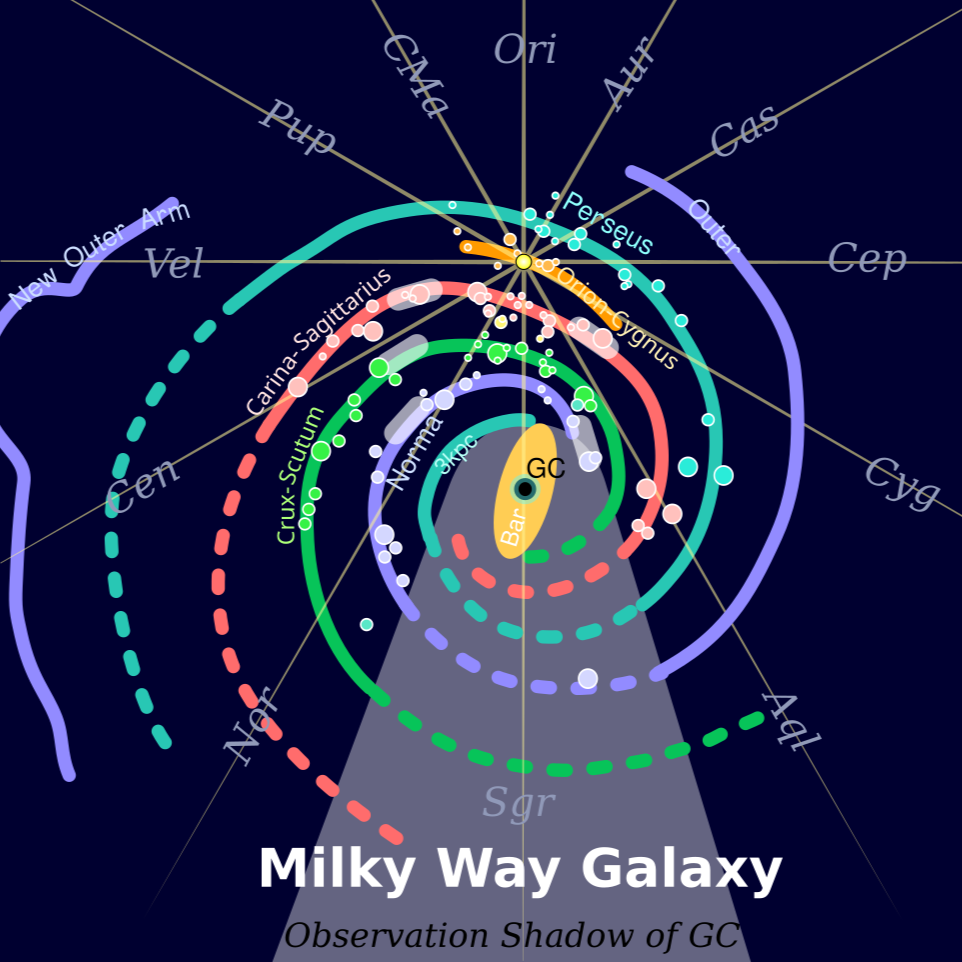 Ori
CMa
Aur
Pup
Cas
Perseus
Outer
New Outer Arm
Vel
Cep
Orion-Cygnus
Carina-Sagittarius
Crux-Scutum
Norma
3kpc
GC
Bar
Cen
Cyg
Nor
Aql
Sgr
Milky Way Galaxy
Observation Shadow of GC